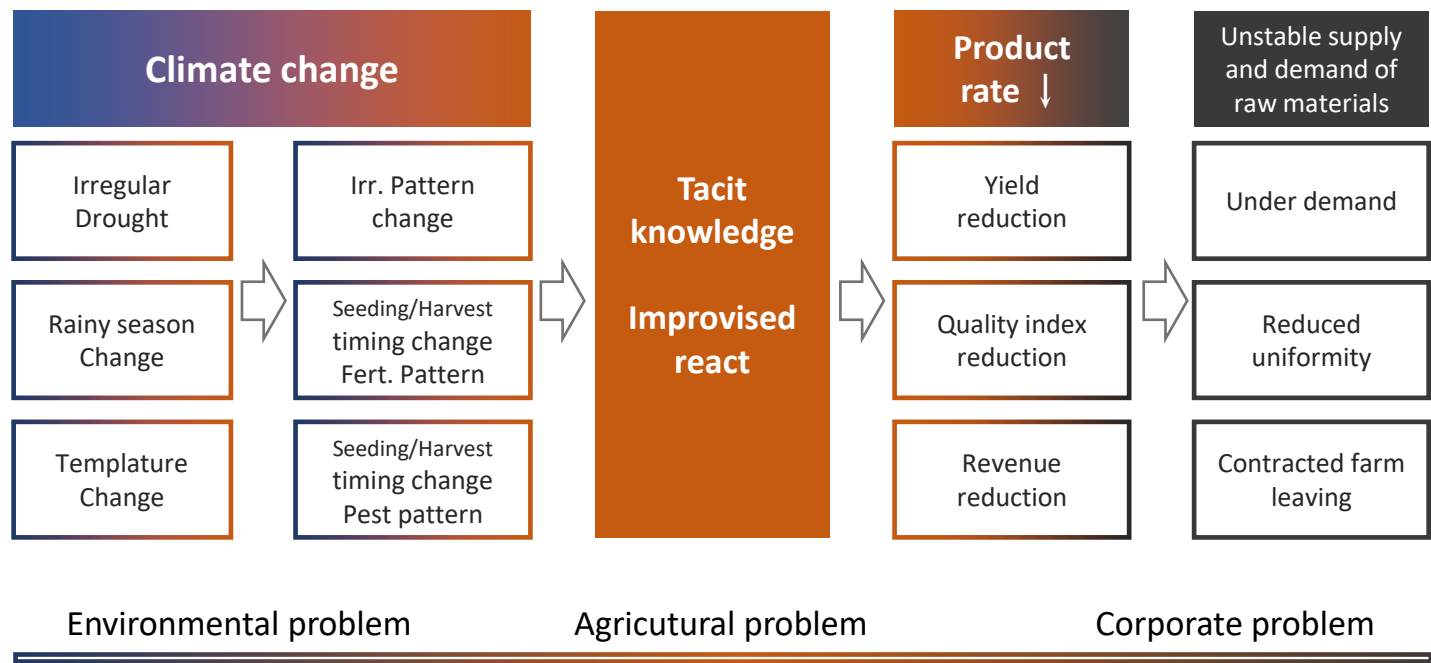 Climate change
Irregular
Drought
Rainy season
Change
Templature
Change
Irr. Pattern
change
Seeding/Harvest
timing change
Fert. Pattern
Seeding/Harvest
timing change
Pest pattern
Tacit
knowledge
Improvised
react
Product
rate ↓
Yield
reduction
Quality index
reduction
Revenue
reduction
Unstable supply
and demand of
raw materials
Under demand
Reduced
uniformity
Contracted farm
leaving
Environmental problem
Agricutural problem
Corporate problem